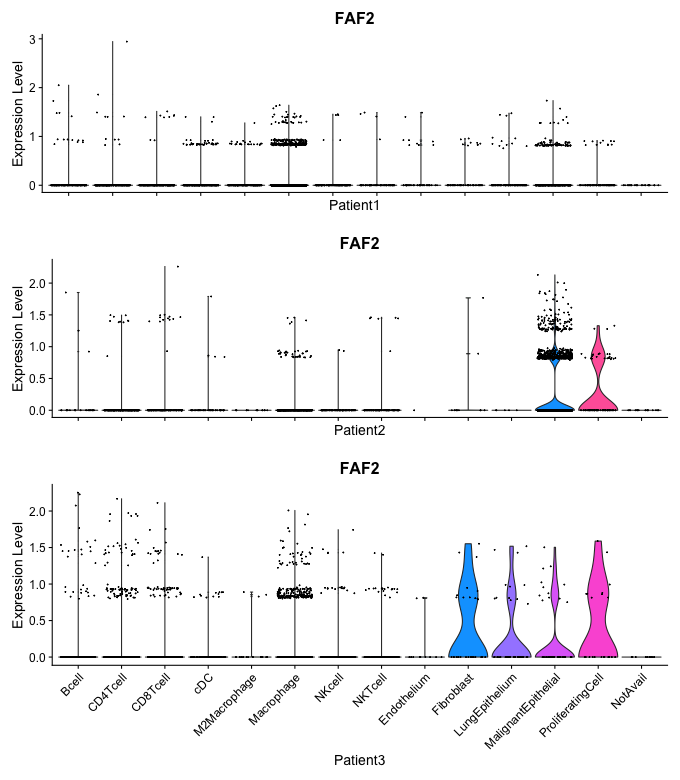 FAF2
Expression Level
3
2
1
0
Patient1
FAF2
Expression Level
2.0
1.5
1.0
0.5
0.0
Patient2
FAF2
Expression Level
2.0
1.5
1.0
0.5
0.0
Bcell
CD4Tcell
CD8Tcell
cDC
M2Macrophage
Macrophage
NKcell
NKTcell
Endothelium
Fibroblast
LungEpithelium
MalignantEpithelial
ProliferatingCell
NotAvail
Patient3